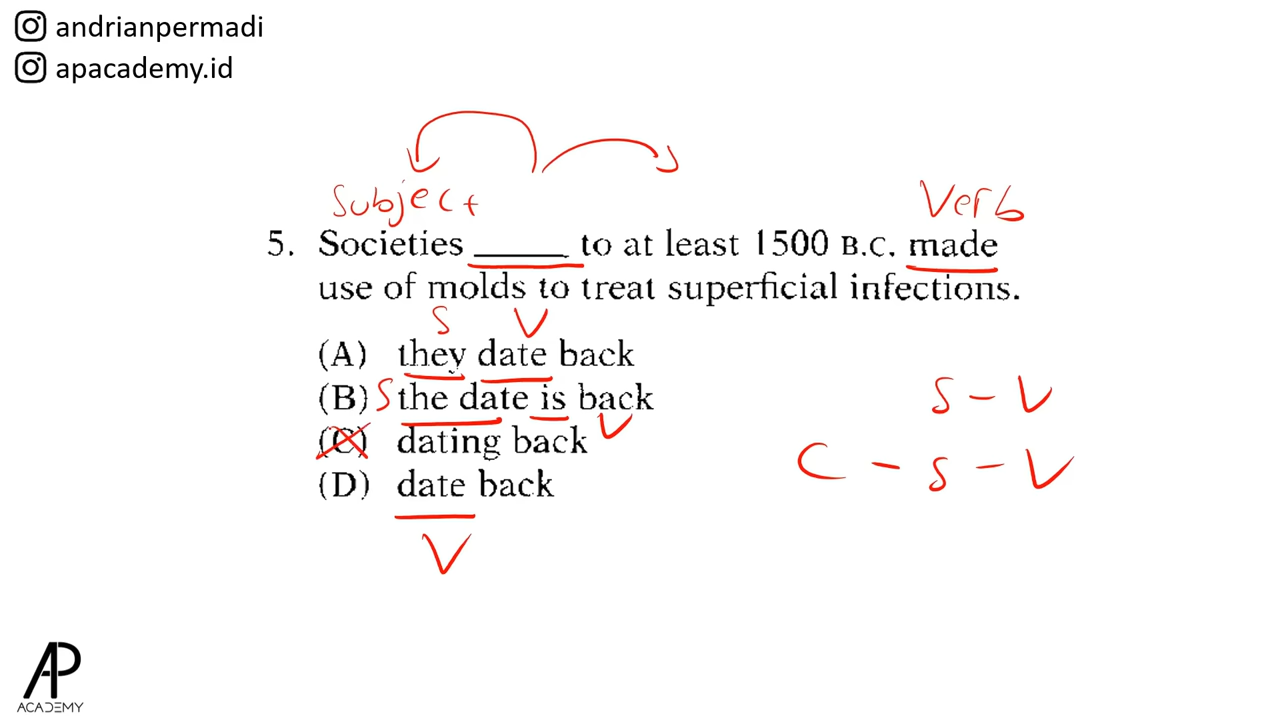 andrianpermadi
apacademy.id
Subject
Verb
5. Societies ______ to at least 1500 B.C. made
use of molds to treat superficial infections.
S V
(A) they date back
(B) S the date is back
V
(C) dating back
(D) date back
V
S - V
C - S - V
AP
ACADEMY